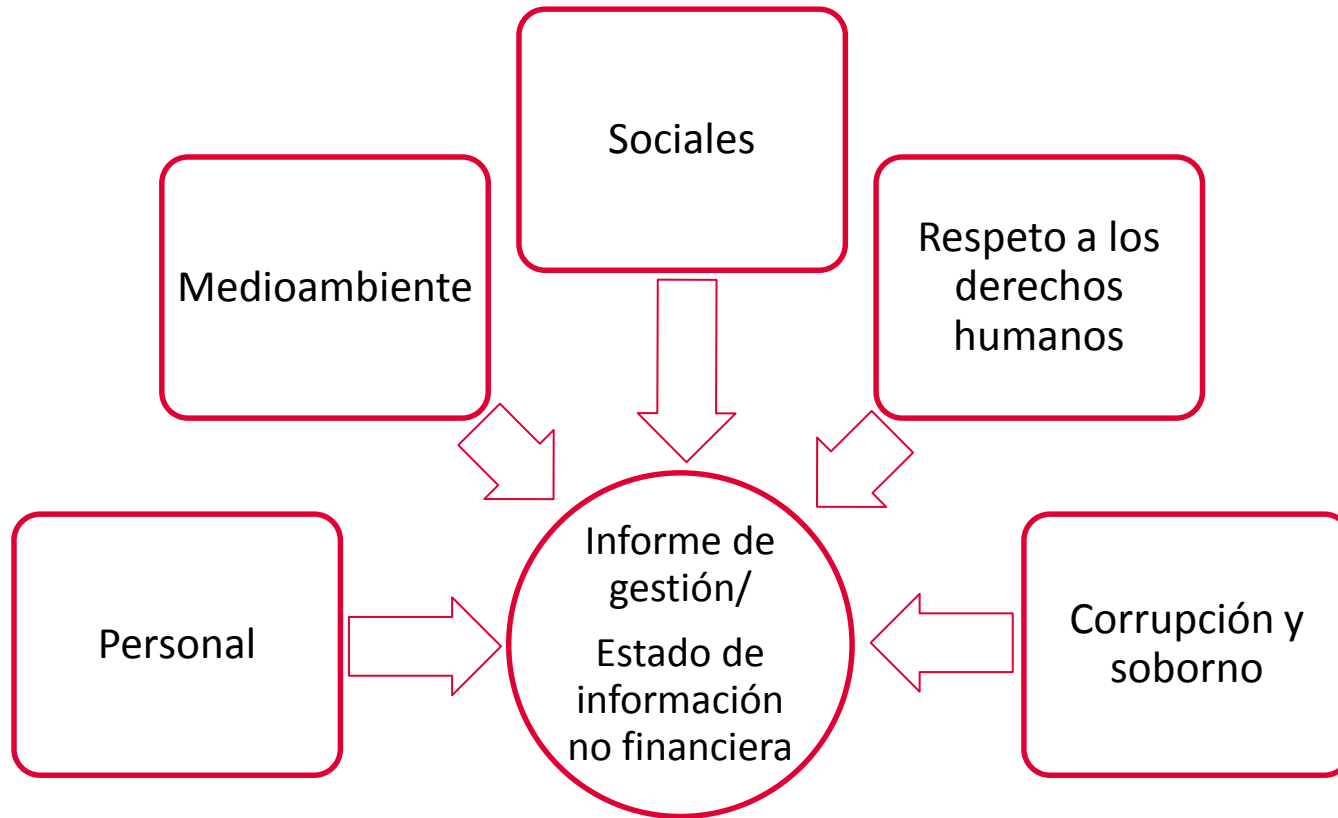 Sociales
Medioambiente
Respeto a los
derechos
humanos
Personal
Informe de
gestión/
Estado de
información
no financiera
Corrupción y
soborno